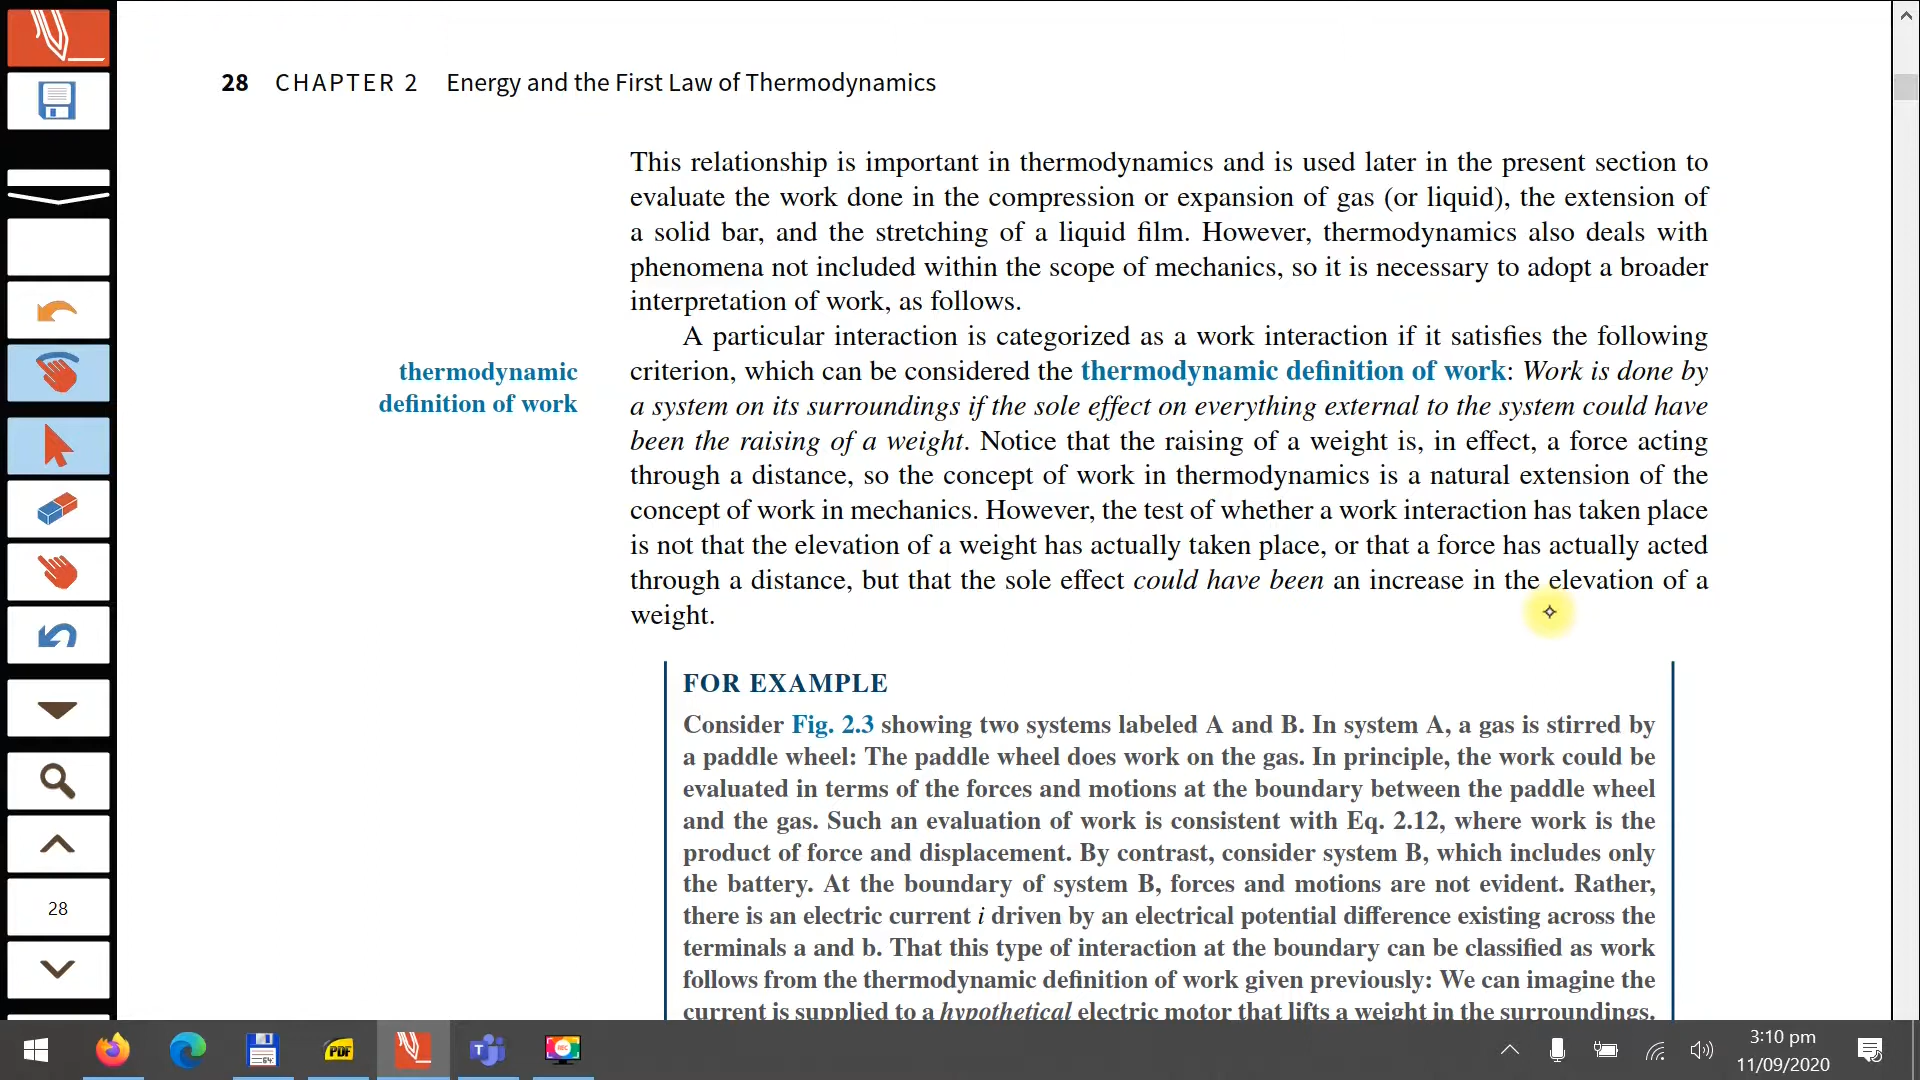 28 CHAPTER 2 Energy and the First Law of Thermodynamics
This relationship is important in thermodynamics and is used later in the present section to
evaluate the work done in the compression or expansion of gas (or liquid), the extension of
a solid bar, and the stretching of a liquid film. However, thermodynamics also deals with
phenomena not included within the scope of mechanics, so it is necessary to adopt a broader
interpretation of work, as follows.
A particular interaction is categorized as a work interaction if it satisfies the following
thermodynamic
definition of work
criterion, which can be considered the thermodynamic definition of work: Work is done by
a system on its surroundings if the sole effect on everything external to the system could have
been the raising of a weight. Notice that the raising of a weight is, in effect, a force acting
through a distance, so the concept of work in thermodynamics is a natural extension of the
concept of work in mechanics. However, the test of whether a work interaction has taken place
is not that the elevation of a weight has actually taken place, or that a force has actually acted
through a distance, but that the sole effect could have been an increase in the elevation of a
weight.
FOR EXAMPLE
Consider Fig. 2.3 showing two systems labeled A and B. In system A, a gas is stirred by
a paddle wheel: The paddle wheel does work on the gas. In principle, the work could be
evaluated in terms of the forces and motions at the boundary between the paddle wheel
and the gas. Such an evaluation of work is consistent with Eq. 2.12, where work is the
product of force and displacement. By contrast, consider system B, which includes only
the battery. At the boundary of system B, forces and motions are not evident. Rather,
there is an electric current i driven by an electrical potential difference existing across the
terminals a and b. That this type of interaction at the boundary can be classified as work
follows from the thermodynamic definition of work given previously: We can imagine the
current is supplied to a hypothetical electric motor that lifts a weight in the surroundings.
28
64
PDF
T
REC
3:10 pm
11/09/2020